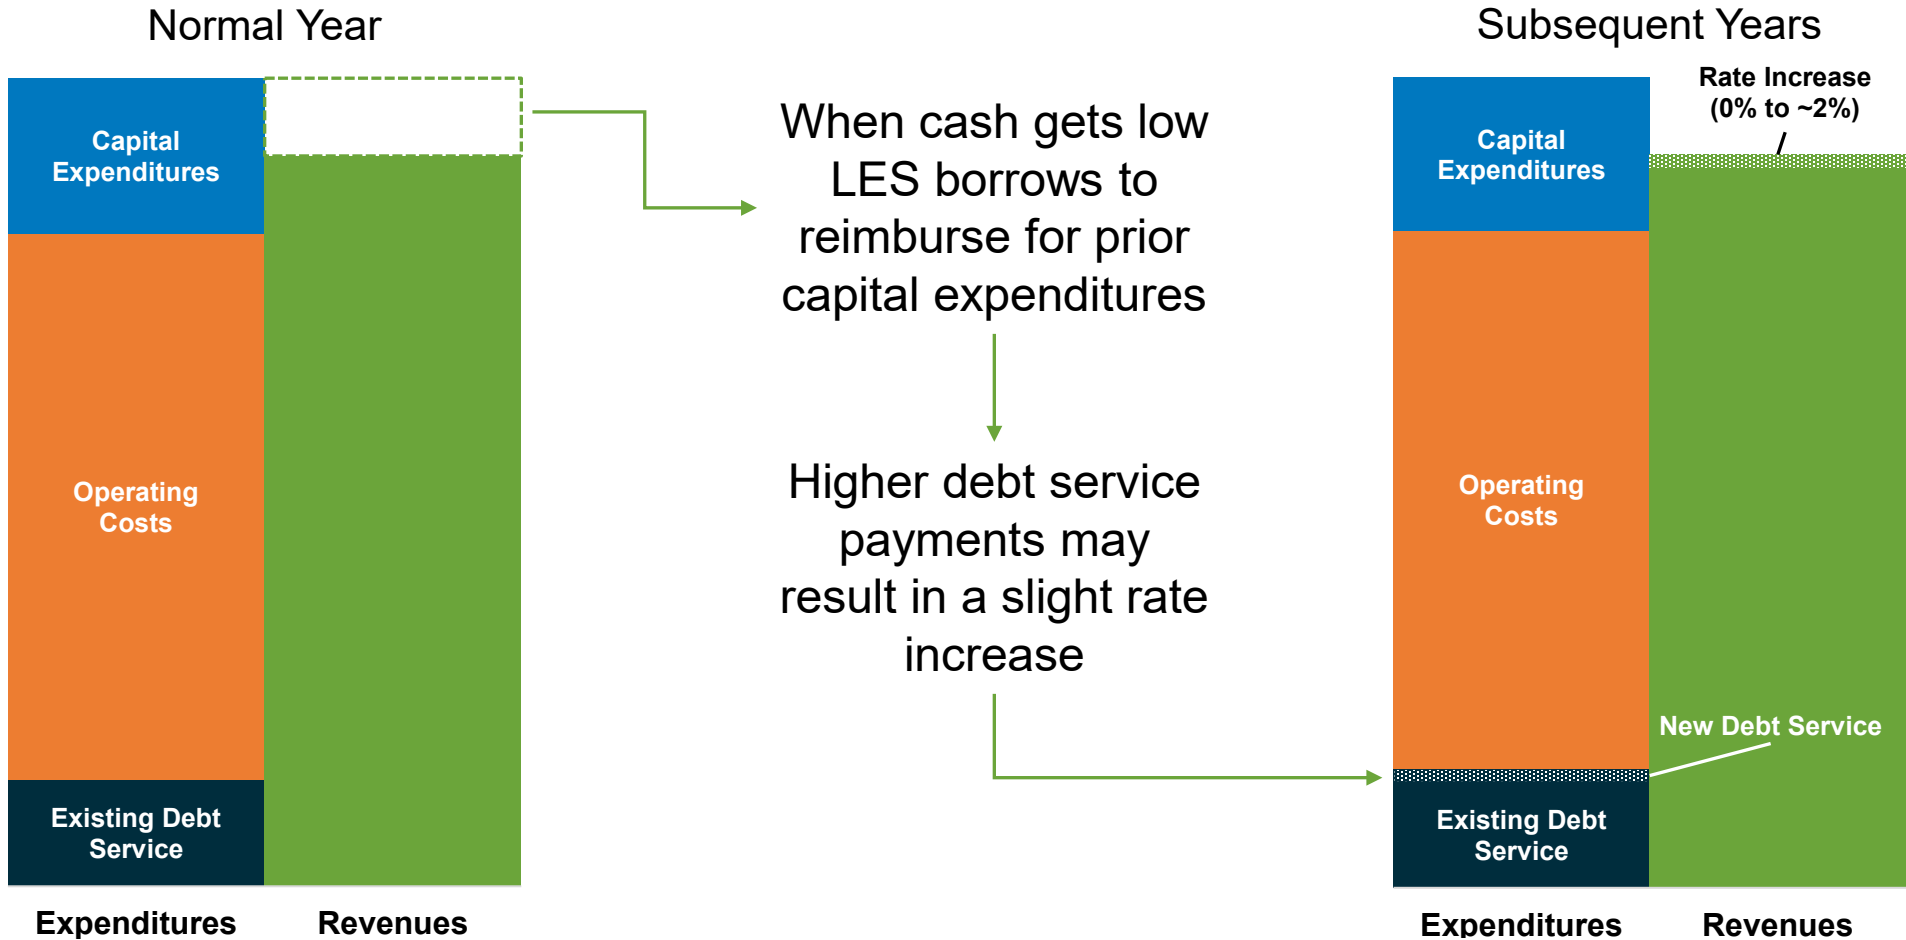 Normal Year
Capital
Expenditures
Operating
Costs
Existing Debt
Service
Expenditures
Revenues
When cash gets low
LES borrows to
reimburse for prior
capital expenditures
Higher debt service
payments may
result in a slight rate
increase
Subsequent Years
Rate Increase
(0% to ~2%)
Capital
Expenditures
Operating
Costs
New Debt Service
Existing Debt
Service
Expenditures
Revenues